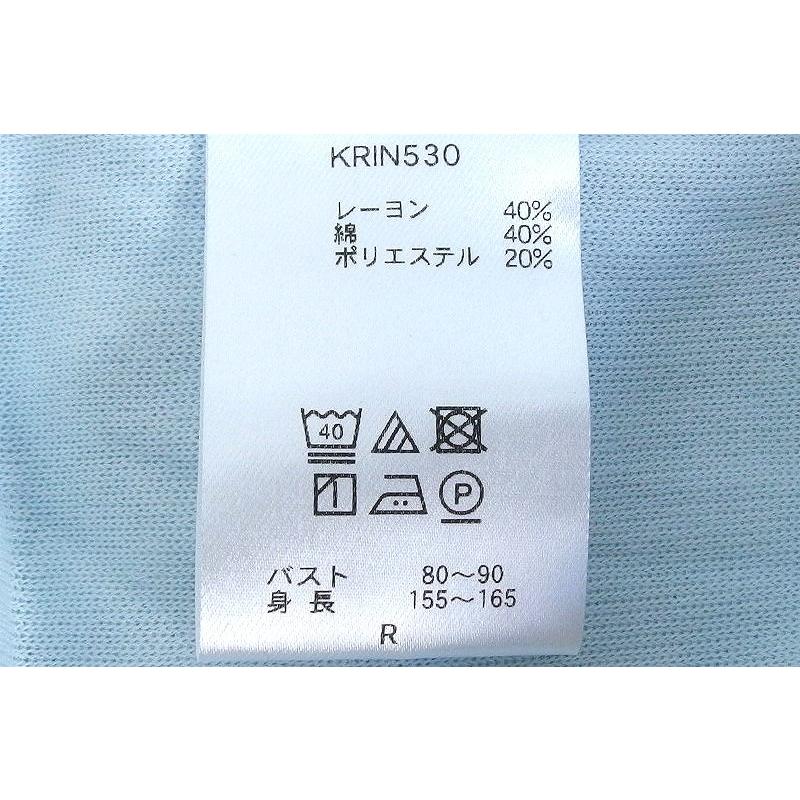 KRIN530
レーヨン 40%
綿 40%
ポリエステル 20%
40
P
バスト 80〜90
身 長 155〜165
R